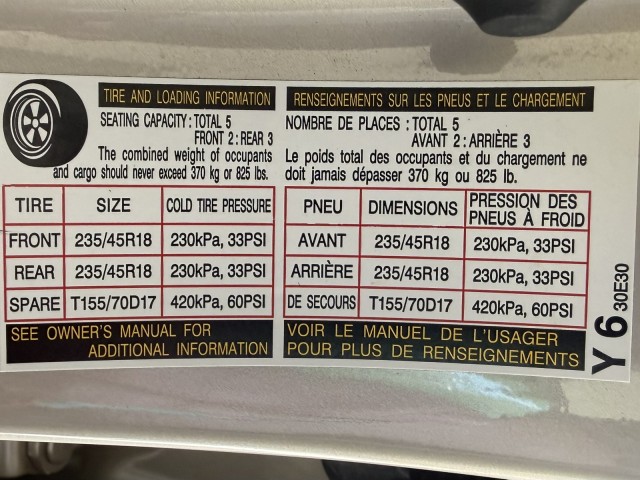 TIRE AND LOADING INFORMATION
SEATING CAPACITY: TOTAL 5
FRONT 2: REAR 3
The combined weight of occupants
and cargo should never exceed 370 kg or 825 lbs.
TIRE SIZE COLD TIRE PRESSURE
FRONT 235/45R18 230kPa, 33PSI
REAR 235/45R18 230kPa, 33PSI
SPARE T155/70D17 420kPa, 60PSI
SEE OWNER'S MANUAL FOR
ADDITIONAL INFORMATION
RENSEIGNEMENTS SUR LES PNEUS ET LE CHARGEMENT
NOMBRE DE PLACES : TOTAL 5
AVANT 2: ARRIÈRE 3
Le poids total des occupants et du chargement ne
doit jamais dépasser 370 kg ou 825 lb.
PNEU DIMENSIONS PRESSION DES
PNEUS À FROID
AVANT 235/45R18 230kPa, 33PSI
ARRIÈRE 235/45R18 230kPa, 33PSI
DE SECOURS T155/70D17 420kPa, 60PSI
VOIR LE MANUEL DE L'USAGER
POUR PLUS DE RENSEIGNEMENTS
Y 6 30E30